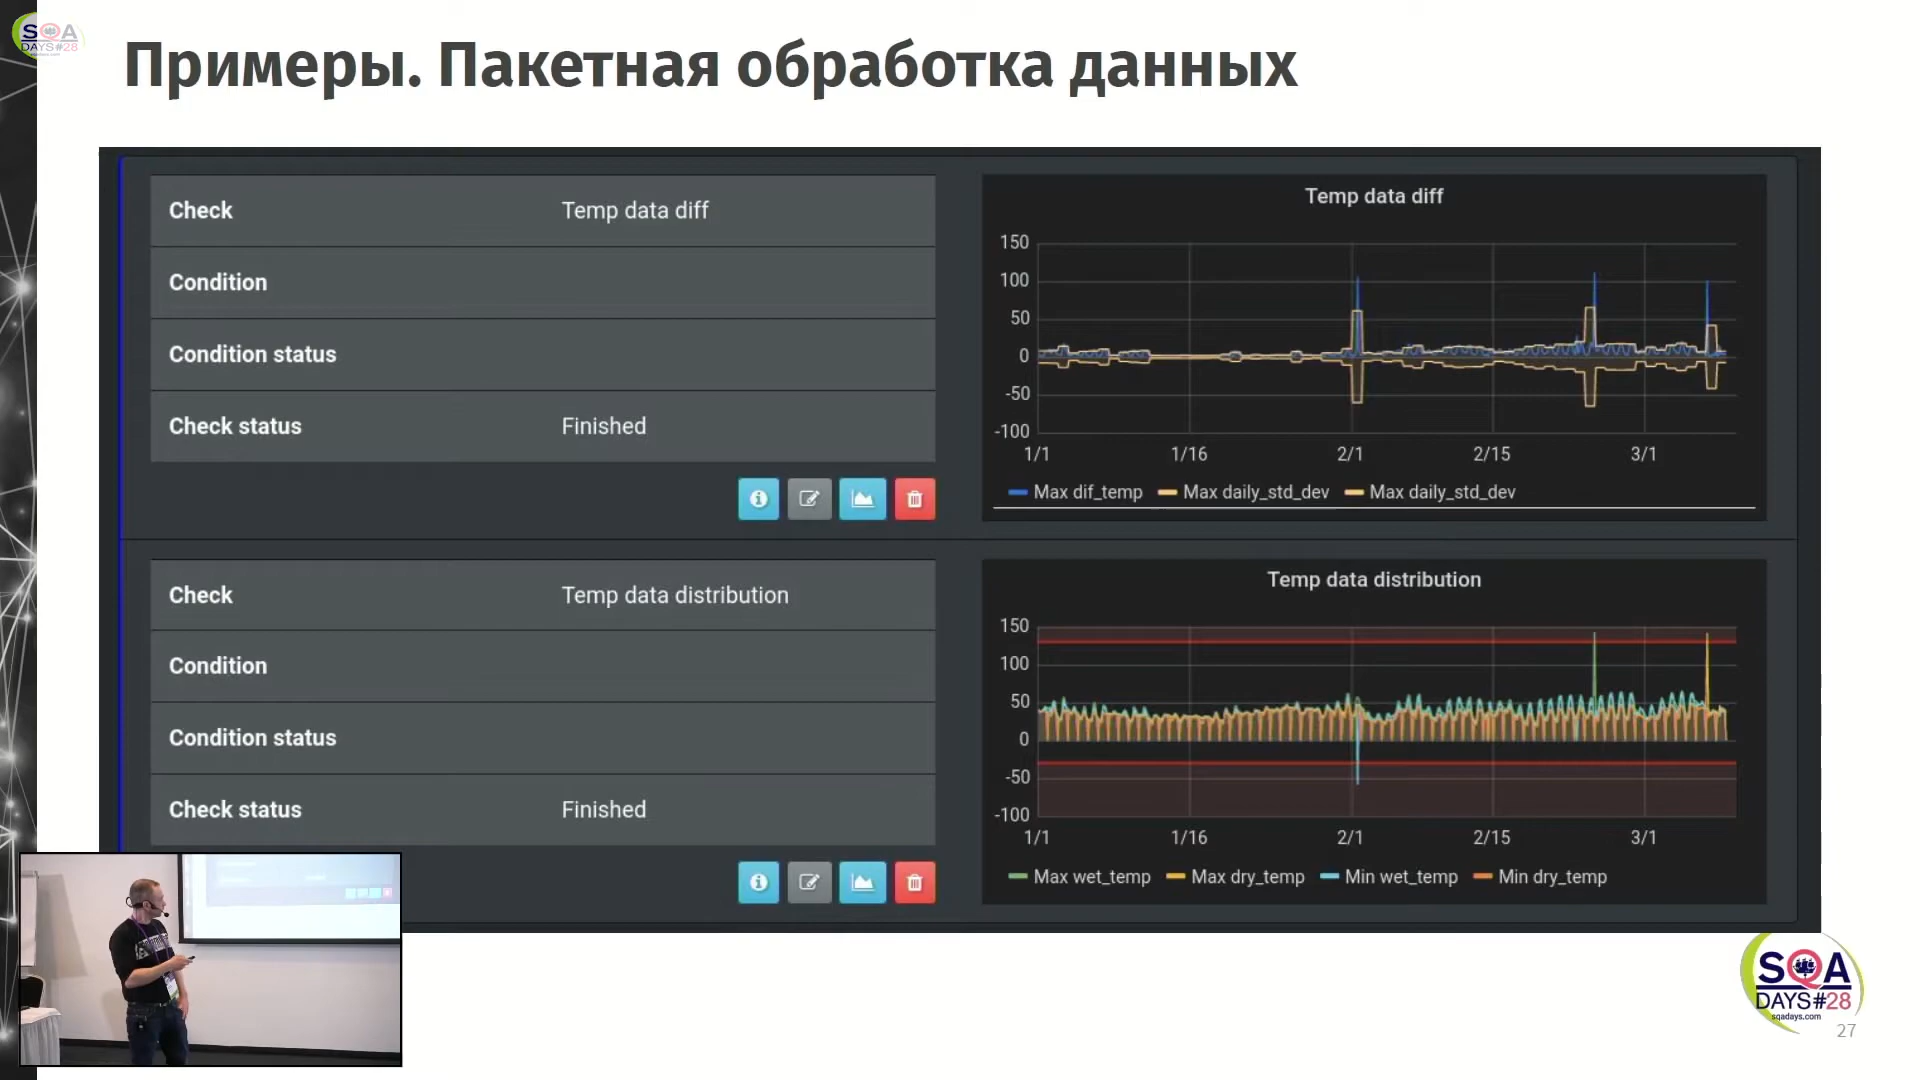 SQA
DAYS#28
Примеры. Пакетная обработка данных
Check Temp data diff
Condition
Condition status
Check status Finished
Temp data diff
150
100
50
0
-50
-100
1/1 1/16 2/1 2/15 3/1
Max dif_temp Max daily_std_dev Max daily_std_dev
Check Temp data distribution
Condition
Condition status
Check status Finished
Temp data distribution
150
100
50
0
-50
-100
1/1 1/16 2/1 2/15 3/1
Max wet_temp Max dry_temp Min wet_temp Min dry_temp
SQA
DAYS#28
sqadays.com
27